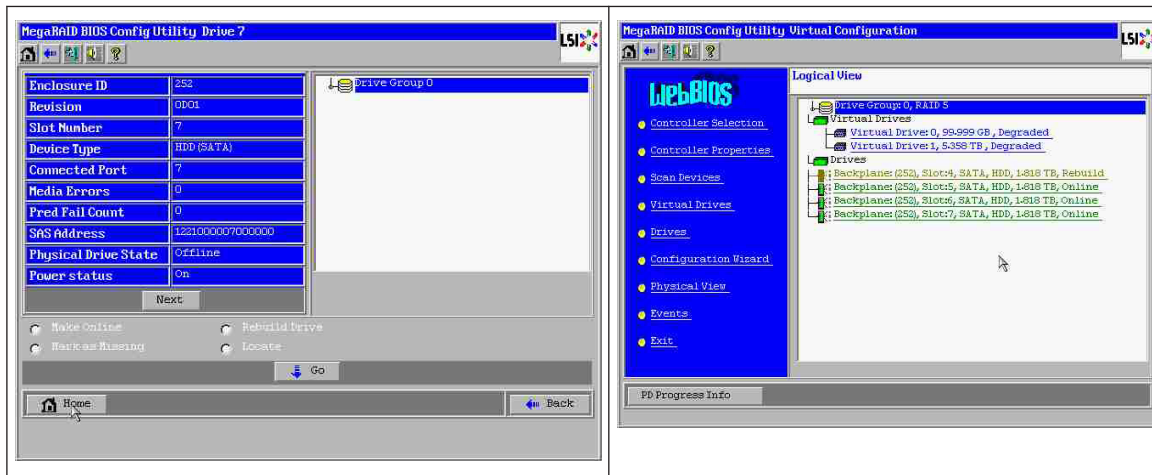 MegaRAID BIOS Config Utility Drive 7
LSI
Enclosure ID 252
Revision 0D01
Slot Number 7
Device Type HDD (SATA)
Connected Port 7
Media Errors 0
Pred Fail Count 0
SAS Address 1221000007000000
Physical Drive State Offline
Power status On
Next
Drive Group 0
Make Online Rebuild Drive
Mark as Missing Locate
Go
Home Back
MegaRAID BIOS Config Utility Virtual Configuration
LSI
WebBIOS
Controller Selection
Controller Properties
Scan Devices
Virtual Drives
Drives
Configuration Wizard
Physical View
Events
Exit
Logical View
Drive Group: 0, RAID 5
Virtual Drives
Virtual Drive: 0, 99.999 GB, Degraded
Virtual Drive: 1, 5.358 TB, Degraded
Drives
Backplane: (252), Slot:4, SATA, HDD, 1.818 TB, Rebuild
Backplane: (252), Slot:5, SATA, HDD, 1.818 TB, Online
Backplane: (252), Slot:6, SATA, HDD, 1.818 TB, Online
Backplane: (252), Slot:7, SATA, HDD, 1.818 TB, Online
PD Progress Info